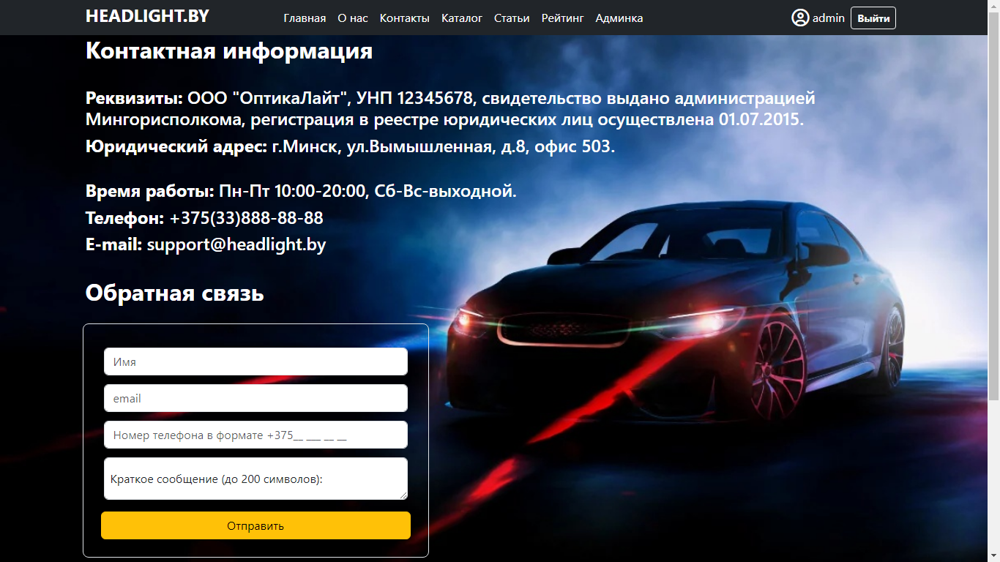 HEADLIGHT.BY
Главная О нас Контакты Каталог Статьи Рейтинг Админка
admin Выйти
Контактная информация
Реквизиты: ООО "ОптикаЛайт", УНП 12345678, свидетельство выдано администрацией
Мингорисполкома, регистрация в реестре юридических лиц осуществлена 01.07.2015.
Юридический адрес: г.Минск, ул.Вымышленная, д.8, офис 503.
Время работы: Пн-Пт 10:00-20:00, Сб-Вс-выходной.
Телефон: +375(33)888-88-88
E-mail: support@headlight.by
Обратная связь
Имя
email
Номер телефона в формате +375__ ___ __ __
Краткое сообщение (до 200 символов):
Отправить